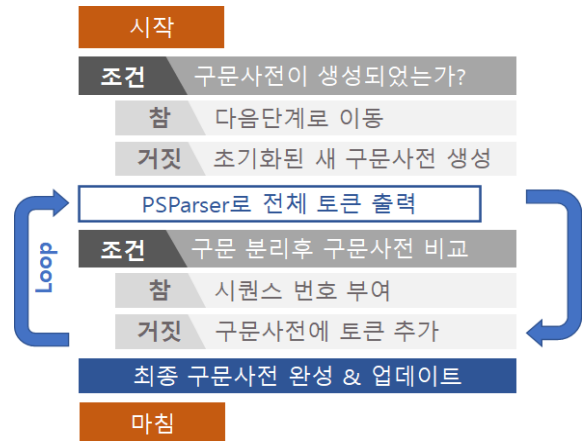 시작
조건 구문사전이 생성되었는가?
참 다음단계로 이동
거짓 초기화된 새 구문사전 생성
PSParser로 전체 토큰 출력
Loop
조건 구문 분리후 구문사전 비교
참 시퀀스 번호 부여
거짓 구문사전에 토큰 추가
최종 구문사전 완성 & 업데이트
마침